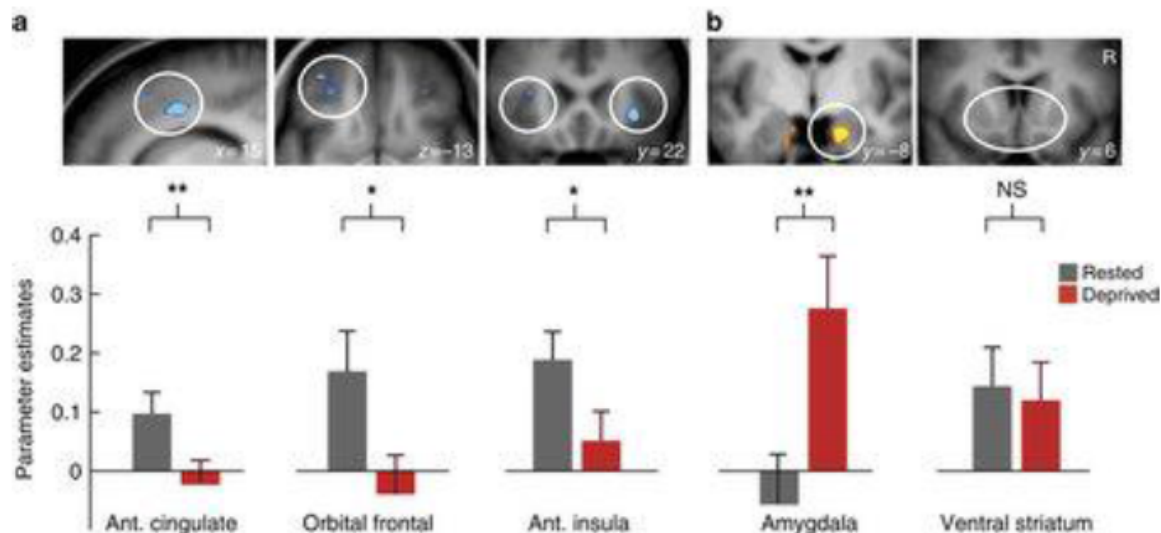 a
b
R
x=15
z=-13
y=22
y=-8
y=6
** * * ** NS
0.4
0.3
0.2
0.1
0
Parameter estimates
Rested
Deprived
Ant. cingulate
Orbital frontal
Ant. insula
Amygdala
Ventral striatum